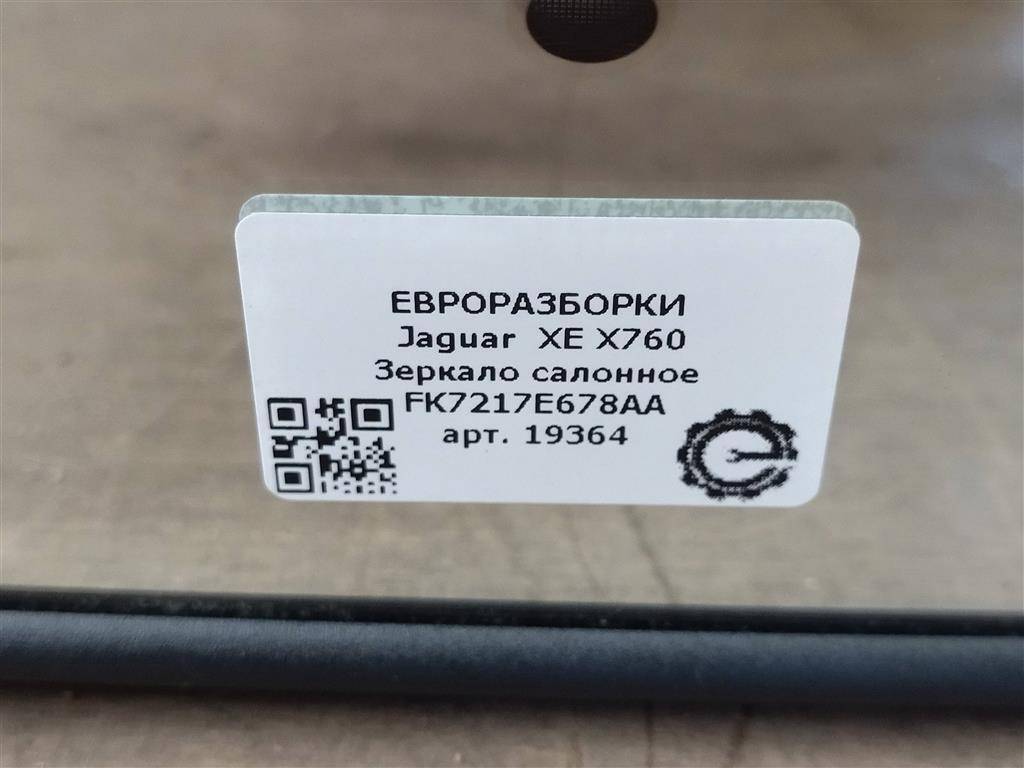 ЕВРОРАЗБОРКИ
Jaguar XE X760
Зеркало салонное
FK7217E678AA
арт. 19364